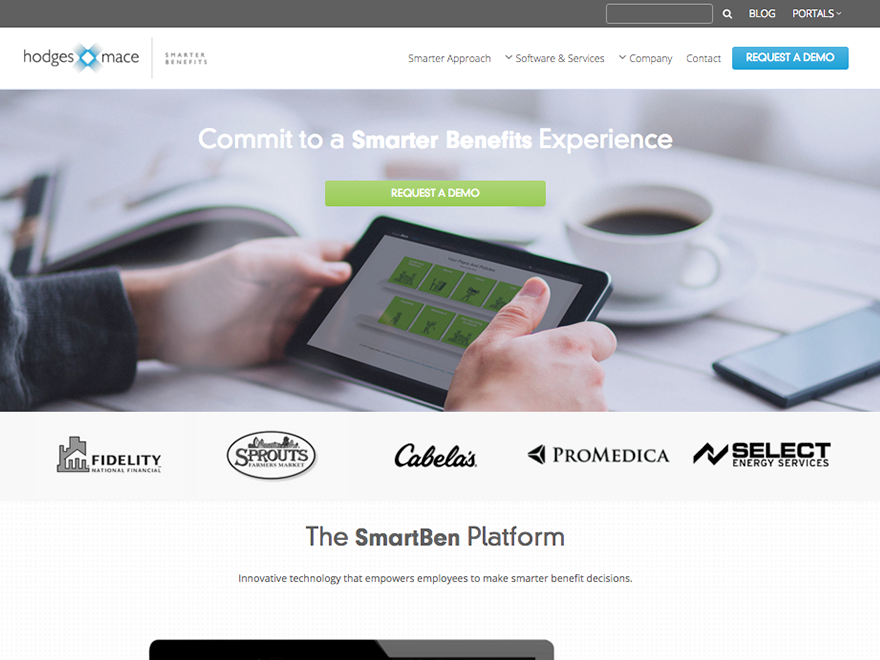 BLOG
PORTALS
hodges mace
SMARTER
BENEFITS
Smarter Approach
Software & Services
Company
Contact
REQUEST A DEMO
Commit to a Smarter Benefits Experience
REQUEST A DEMO
FIDELITY
NATIONAL FINANCIAL
SPROUTS
FARMERS MARKET
Cabela's
PROMEDICA
SELECT
ENERGY SERVICES
The SmartBen Platform
Innovative technology that empowers employees to make smarter benefit decisions.